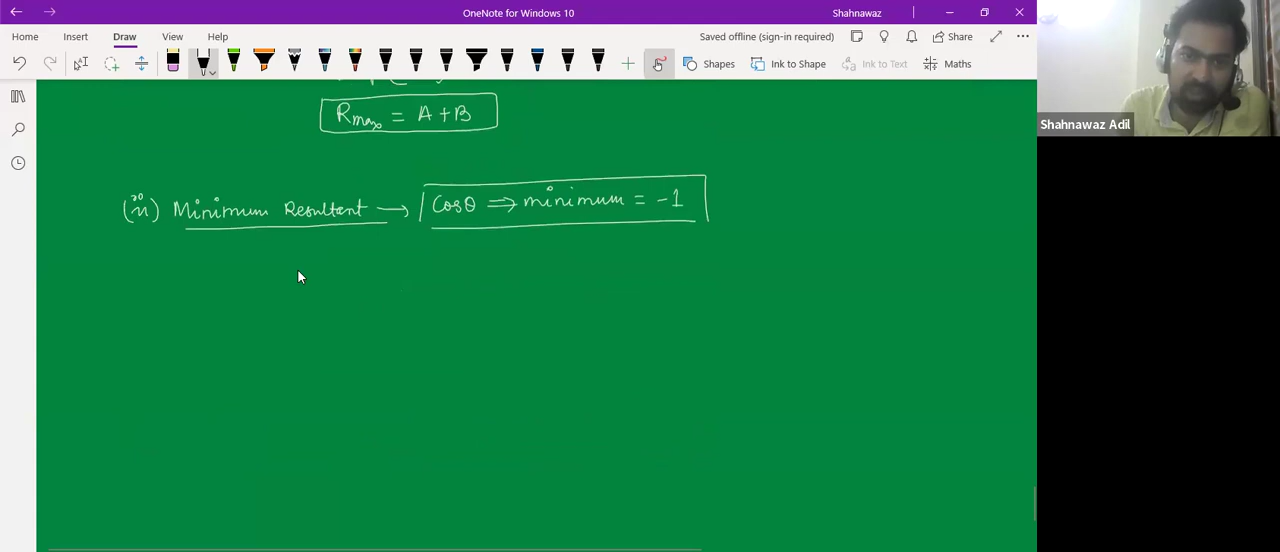 OneNote for Windows 10
Shahnawaz
Home Insert Draw View Help
Saved offline (sign-in required)
Share
Shapes Ink to Shape Ink to Text Maths
Shahnawaz Adil
Rmax = A + B
(ii) Minimum Resultant → Cosθ ⇒ minimum = -1